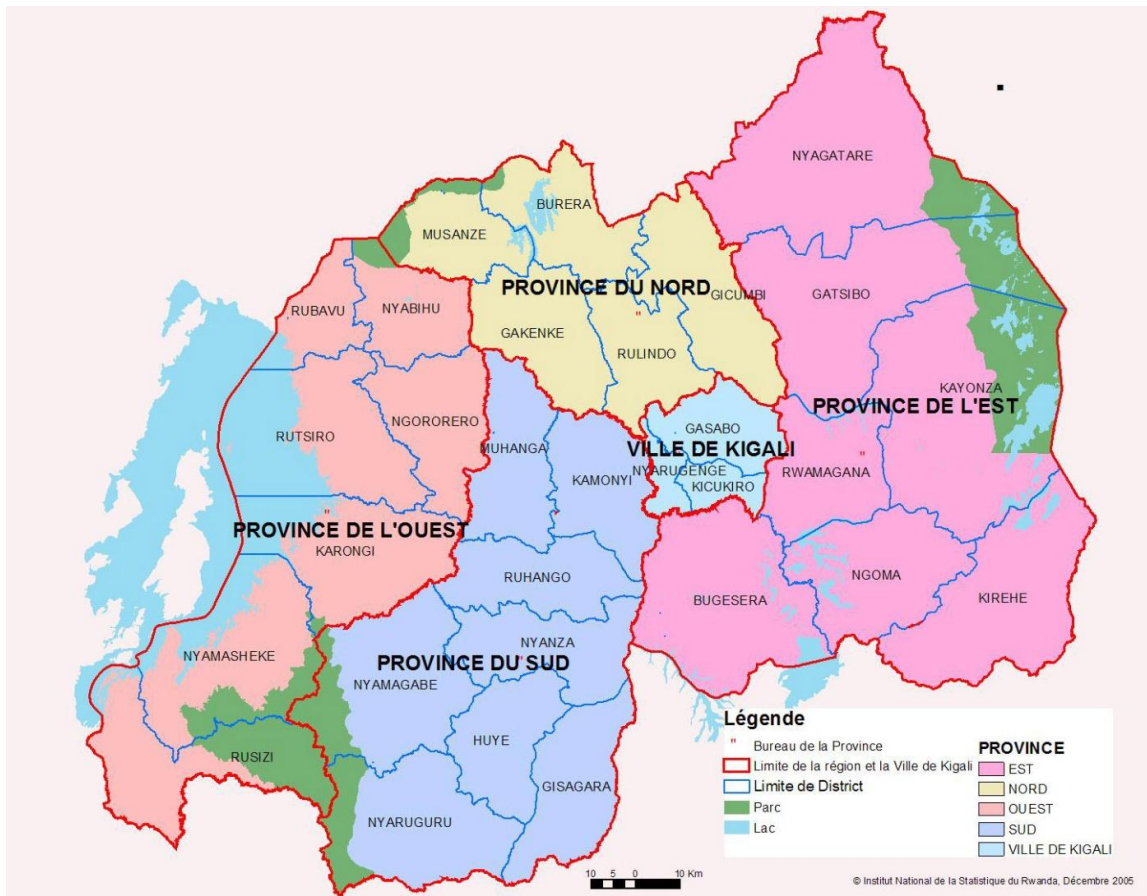 NYAGATARE
BURERA
MUSANZE
PROVINCE DU NORD
GICUMBI
GATSIBO
RUBAVU
NYABIHU
GAKENKE
RULINDO
KAYONZA
PROVINCE DE L'EST
NGORORERO
RUTSIRO
GASABO
VILLE DE KIGALI
MUHANGA
KAMONYI
NYARUGENGE
KICUKIRO
RWAMAGANA
PROVINCE DE L'OUEST
KARONGI
RUHANGO
NGOMA
BUGESERA
KIREHE
NYANZA
NYAMASHEKE
PROVINCE DU SUD
NYAMAGABE
HUYE
RUSIZI
GISAGARA
NYARUGURU
Légende
" Bureau de la Province
Limite de la région et la Ville de Kigali
Limite de District
Parc
Lac
PROVINCE
EST
NORD
OUEST
SUD
VILLE DE KIGALI
10 5 0 10 Km
© Institut National de la Statistique du Rwanda, Décembre 2005